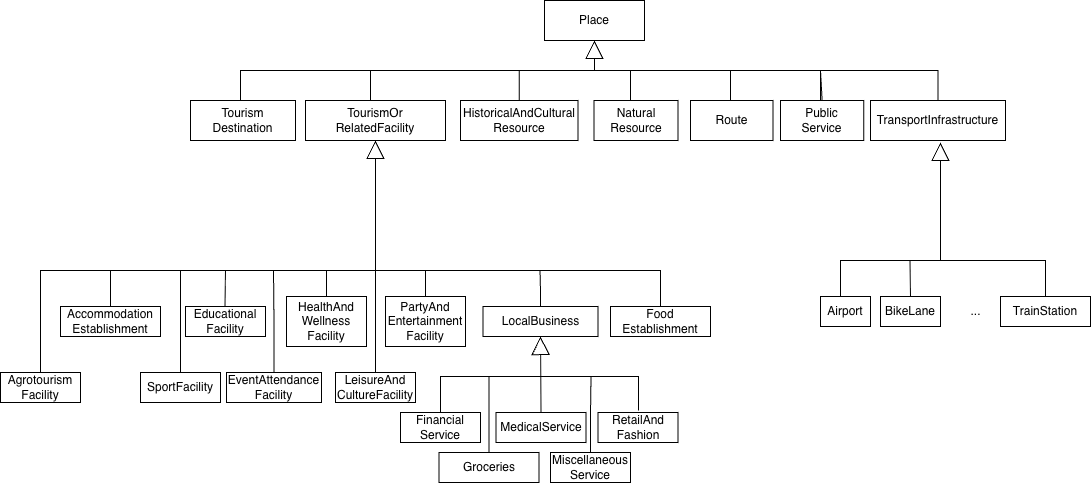 Place
Tourism
Destination
TourismOr
RelatedFacility
HistoricalAndCultural
Resource
Natural
Resource
Route
Public
Service
TransportInfrastructure
Accommodation
Establishment
Educational
Facility
HealthAnd
Wellness
Facility
PartyAnd
Entertainment
Facility
LocalBusiness
Food
Establishment
Airport
BikeLane
...
TrainStation
Agrotourism
Facility
SportFacility
EventAttendance
Facility
LeisureAnd
CultureFacility
Financial
Service
MedicalService
RetailAnd
Fashion
Groceries
Miscellaneous
Service